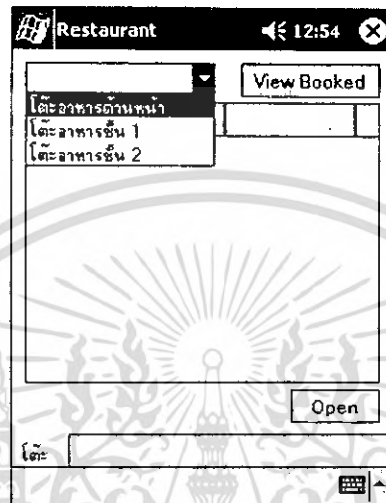 Restaurant 12:54
View Booked
โต๊ะอาหารด้านหน้า
โต๊ะอาหารชั้น 1
โต๊ะอาหารชั้น 2
Open
โต๊ะ